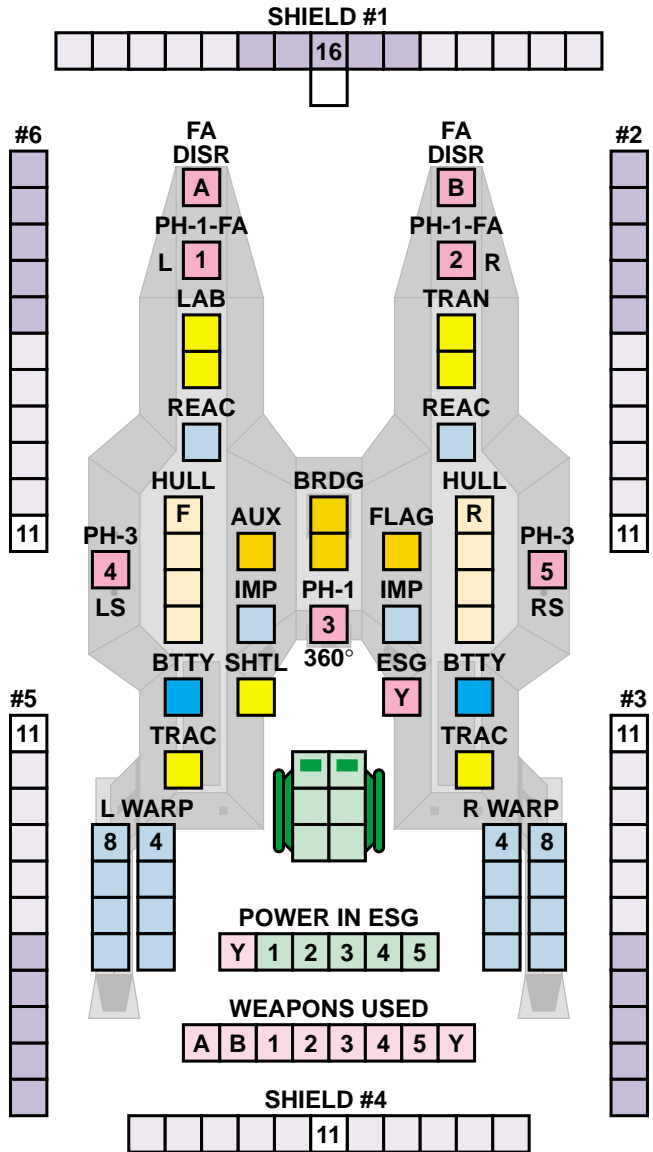 SHIELD #1
16
#6
#2
FA
DISR
FA
DISR
A
B
PH-1-FA
PH-1-FA
L 1
2 R
LAB
TRAN
REAC
REAC
HULL
BRDG
HULL
F
R
11
11
AUX
FLAG
PH-3
PH-3
4
5
LS
RS
IMP
PH-1
IMP
3
360°
BTTY
SHTL
ESG
BTTY
Y
#5
#3
11
11
TRAC
TRAC
L WARP
R WARP
8 4
4 8
POWER IN ESG
Y 1 2 3 4 5
WEAPONS USED
A B 1 2 3 4 5 Y
SHIELD #4
11